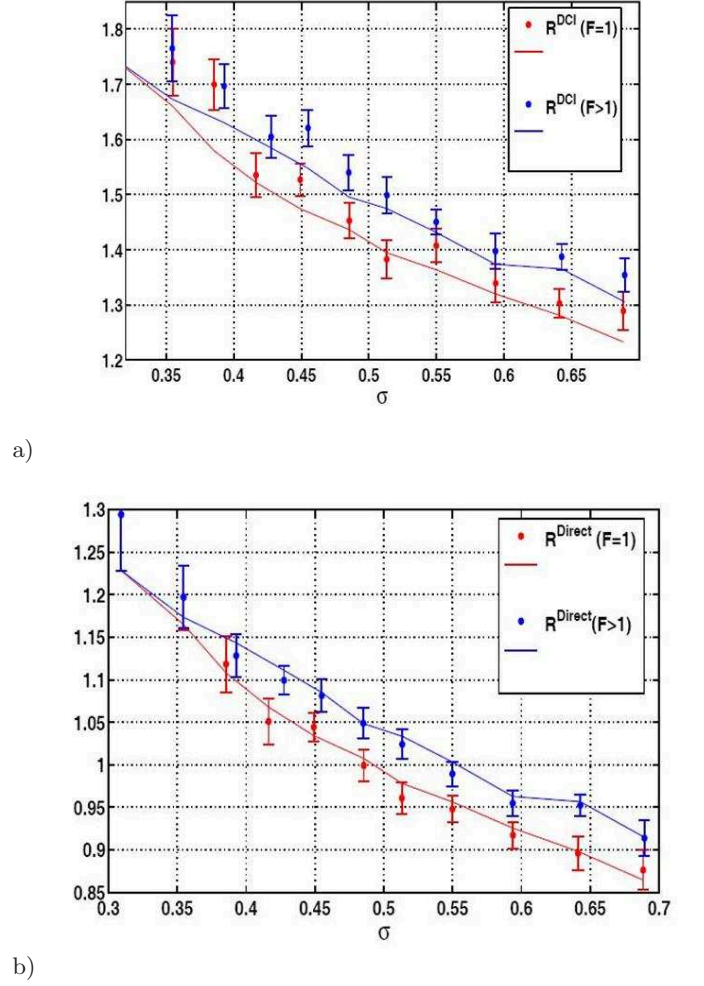 1.8
1.7
1.6
1.5
1.4
1.3
1.2
R^DCI (F=1)
R^DCI (F>1)
0.35 0.4 0.45 0.5 0.55 0.6 0.65
σ
a)
1.3
1.25
1.2
1.15
1.1
1.05
1
0.95
0.9
0.85
R^Direct (F=1)
R^Direct (F>1)
0.3 0.35 0.4 0.45 0.5 0.55 0.6 0.65 0.7
σ
b)